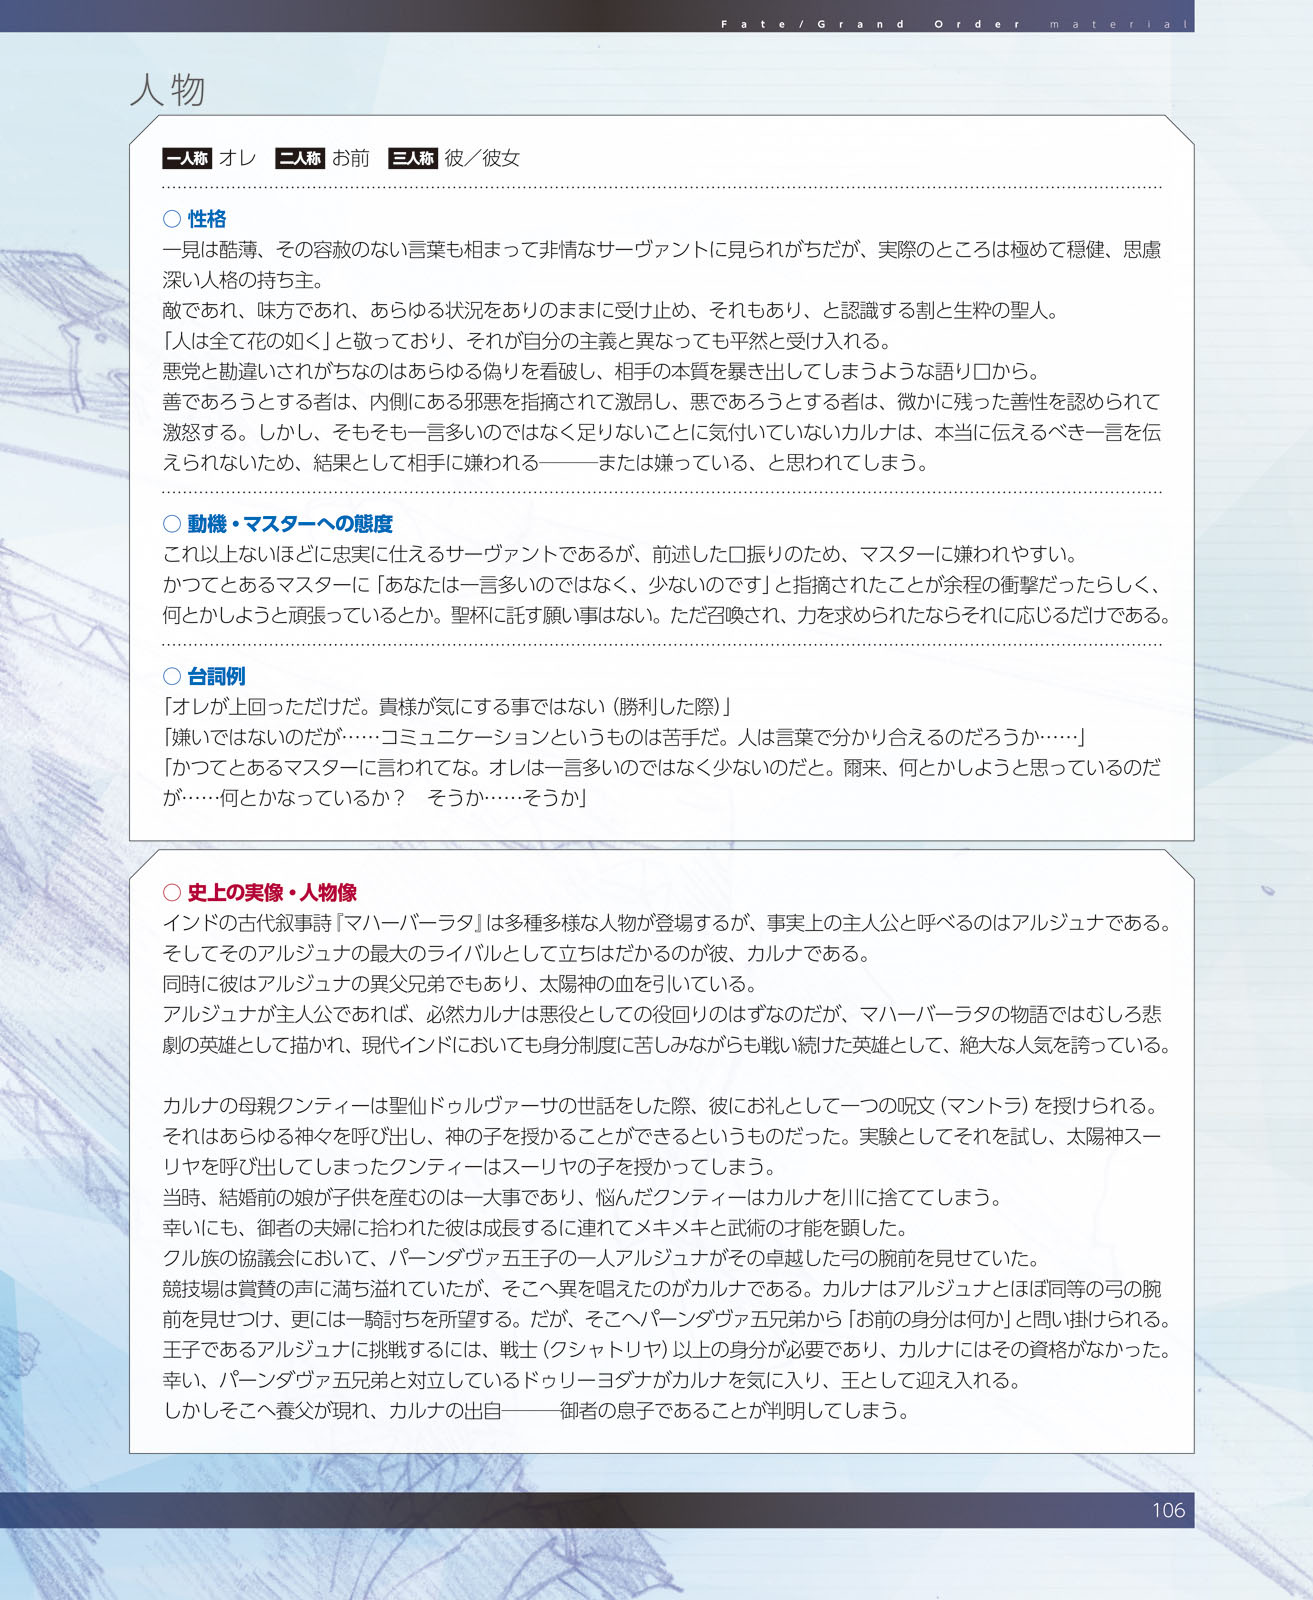 Fate/Grand Order material
人物
一人称 オレ 二人称 お前 三人称 彼／彼女
○ 性格
一見は酷薄、その容赦のない言葉も相まって非情なサーヴァントに見られがちだが、実際のところは極めて穏健、思慮
深い人格の持ち主。
敵であれ、味方であれ、あらゆる状況をありのままに受け止め、それもあり、と認識する割と生粋の聖人。
「人は全て花の如く」と敬っており、それが自分の主義と異なっても平然と受け入れる。
悪党と勘違いされがちなのはあらゆる偽りを看破し、相手の本質を暴き出してしまうような語り口から。
善であろうとする者は、内側にある邪悪を指摘されて激昂し、悪であろうとする者は、微かに残った善性を認められて
激怒する。しかし、そもそも一言多いのではなく足りないことに気付いていないカルナは、本当に伝えるべき一言を伝
えられないため、結果として相手に嫌われる―――または嫌っている、と思われてしまう。
○ 動機・マスターへの態度
これ以上ないほどに忠実に仕えるサーヴァントであるが、前述した口振りのため、マスターに嫌われやすい。
かつてとあるマスターに「あなたは一言多いのではなく、少ないのです」と指摘されたことが余程の衝撃だったらしく、
何とかしようと頑張っているとか。聖杯に託す願い事はない。ただ召喚され、力を求められたならそれに応じるだけである。
○ 台詞例
「オレが上回っただけだ。貴様が気にする事ではない（勝利した際）」
「嫌いではないのだが……コミュニケーションというものは苦手だ。人は言葉で分かり合えるのだろうか……」
「かつてとあるマスターに言われてな。オレは一言多いのではなく少ないのだと。爾来、何とかしようと思っているのだ
が……何とかなっているか？　そうか……そうか」
○ 史上の実像・人物像
インドの古代叙事詩『マハーバーラタ』は多種多様な人物が登場するが、事実上の主人公と呼べるのはアルジュナである。
そしてそのアルジュナの最大のライバルとして立ちはだかるのが彼、カルナである。
同時に彼はアルジュナの異父兄弟でもあり、太陽神の血を引いている。
アルジュナが主人公であれば、必然カルナは悪役としての役回りのはずなのだが、マハーバーラタの物語ではむしろ悲
劇の英雄として描かれ、現代インドにおいても身分制度に苦しみながらも戦い続けた英雄として、絶大な人気を誇っている。
カルナの母親クンティーは聖仙ドゥルヴァーサの世話をした際、彼にお礼として一つの呪文（マントラ）を授けられる。
それはあらゆる神々を呼び出し、神の子を授かることができるというものだった。実験としてそれを試し、太陽神スー
リヤを呼び出してしまったクンティーはスーリヤの子を授かってしまう。
当時、結婚前の娘が子供を産むのは一大事であり、悩んだクンティーはカルナを川に捨ててしまう。
幸いにも、御者の夫婦に拾われた彼は成長するに連れてメキメキと武術の才能を顕した。
クル族の協議会において、パーンダヴァ五王子の一人アルジュナがその卓越した弓の腕前を見せていた。
競技場は賞賛の声に満ち溢れていたが、そこへ異を唱えたのがカルナである。カルナはアルジュナとほぼ同等の弓の腕
前を見せつけ、更には一騎討ちを所望する。だが、そこへパーンダヴァ五兄弟から「お前の身分は何か」と問い掛けられる。
王子であるアルジュナに挑戦するには、戦士（クシャトリヤ）以上の身分が必要であり、カルナにはその資格がなかった。
幸い、パーンダヴァ五兄弟と対立しているドゥリーヨダナがカルナを気に入り、王として迎え入れる。
しかしそこへ養父が現れ、カルナの出自―――御者の息子であることが判明してしまう。
106